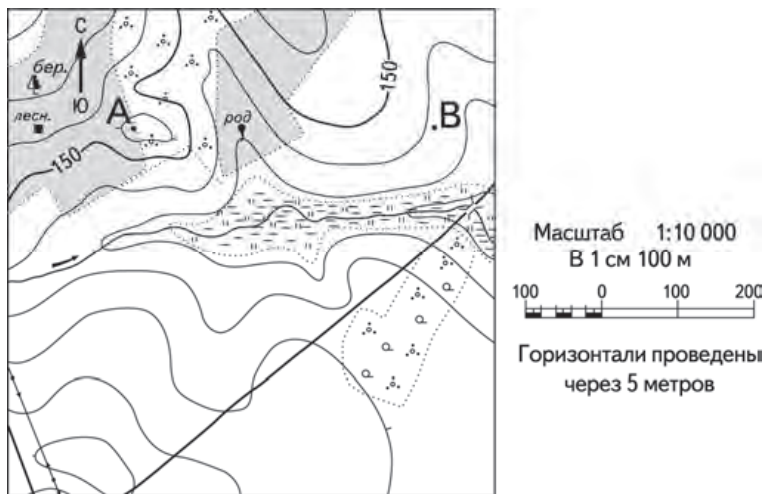 С
бер.
Ю
лесн.
А
род
150
В
150
Масштаб 1:10 000
В 1 см 100 м
100 0 100 200
Горизонтали проведены
через 5 метров